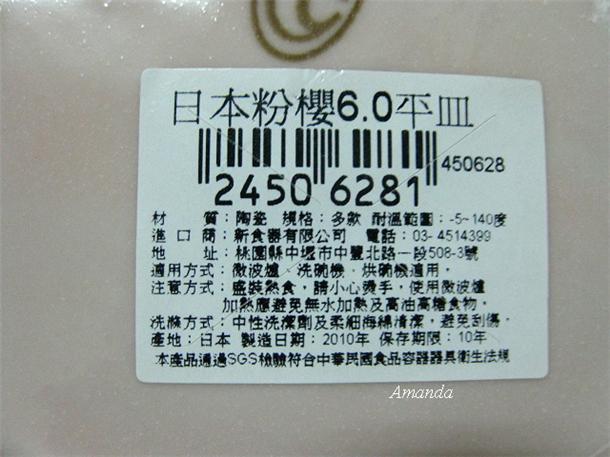 日本粉櫻6.0平皿
450628
2450 6281
材 質：陶瓷 規格：多款 耐溫範圍：-5~140度
進 口 商：新食器有限公司 電話：03-4514399
地 址：桃園縣中壢市中豐北路一段508-3號
適用方式：微波爐、洗碗機、烘碗機適用。
注意方式：盛裝熱食，請小心燙手，使用微波爐
加熱應避免無水加熱及高油高糖食物。
洗滌方式：中性洗潔劑及柔細海綿清潔，避免刮傷。
產地：日本 製造日期：2010年 保存期限：10年
本產品通過SGS檢驗符合中華民國食品容器器具衛生法規
Amanda